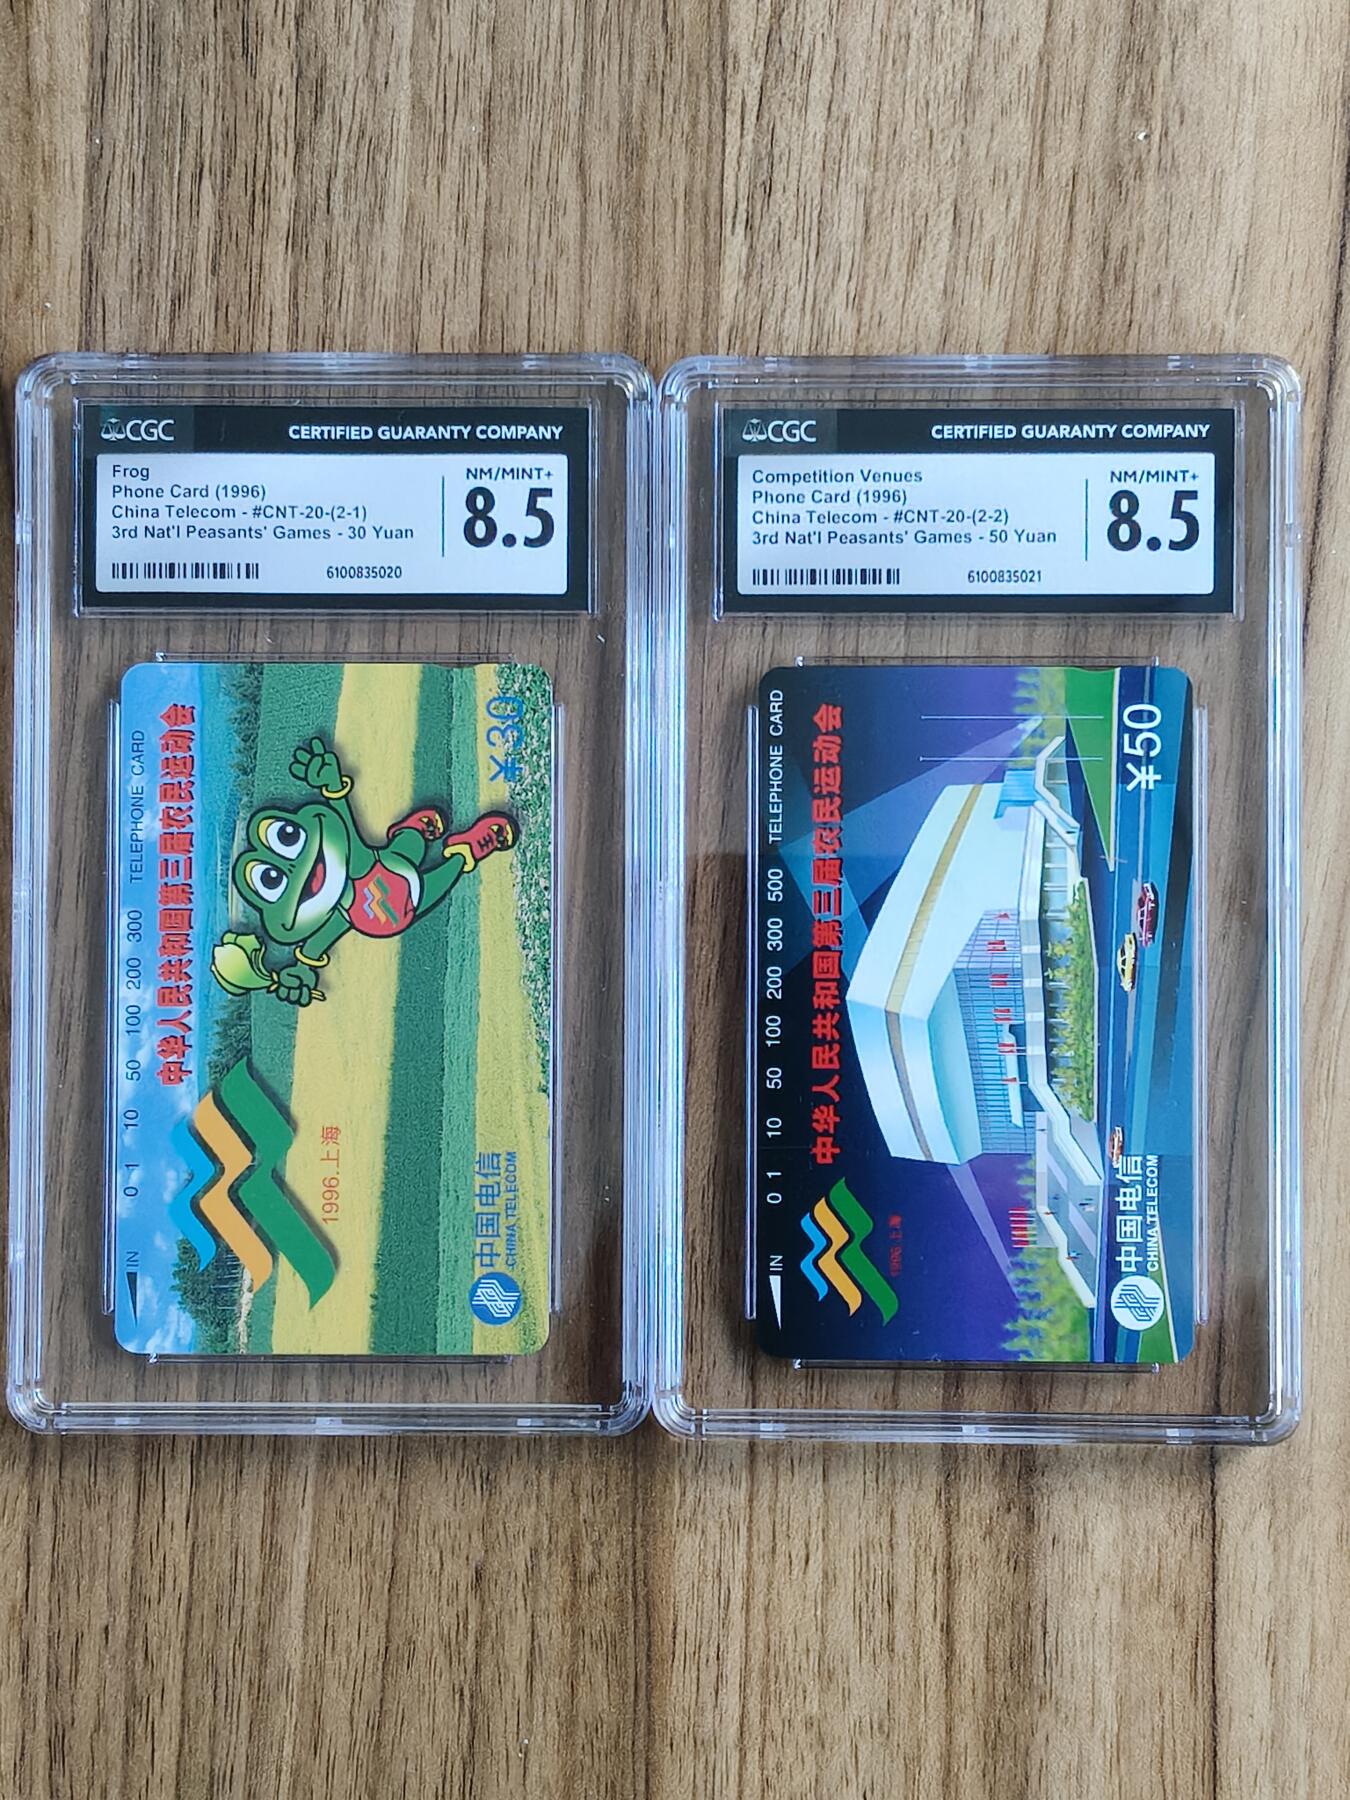 CGC
CERTIFIED GUARANTY COMPANY
Frog
Phone Card (1996)
China Telecom - #CNT-20-(2-1)
3rd Nat'l Peasants' Games - 30 Yuan
NM/MINT+
8.5
6100835020
IN 0 1 10 50 100 200 300 TELEPHONE CARD
中华人民共和国第三届农民运动会
1996.上海
中国电信
CHINA TELECOM
¥30
CGC
CERTIFIED GUARANTY COMPANY
Competition Venues
Phone Card (1996)
China Telecom - #CNT-20-(2-2)
3rd Nat'l Peasants' Games - 50 Yuan
NM/MINT+
8.5
6100835021
IN 0 1 10 50 100 200 300 500 TELEPHONE CARD
中华人民共和国第三届农民运动会
1996.上海
中国电信
CHINA TELECOM
¥50